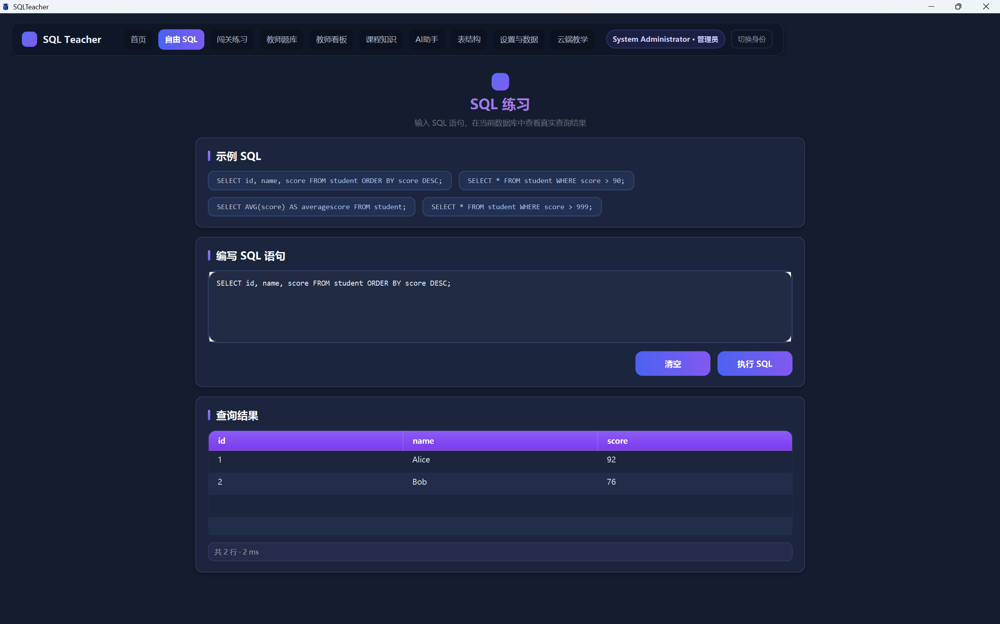 SQLTeacher
SQL Teacher 首页 自由 SQL 闯关练习 教师题库 教师看板 课程知识 AI助手 表结构 设置与数据 云端教学 System Administrator • 管理员 切换身份
SQL 练习
输入 SQL 语句，在当前数据库中查看真实查询结果
示例 SQL
SELECT id, name, score FROM student ORDER BY score DESC; SELECT * FROM student WHERE score > 90;
SELECT AVG(score) AS averagescore FROM student; SELECT * FROM student WHERE score > 999;
编写 SQL 语句
SELECT id, name, score FROM student ORDER BY score DESC;
清空 执行 SQL
查询结果
id name score
1 Alice 92
2 Bob 76
共 2 行 · 2 ms